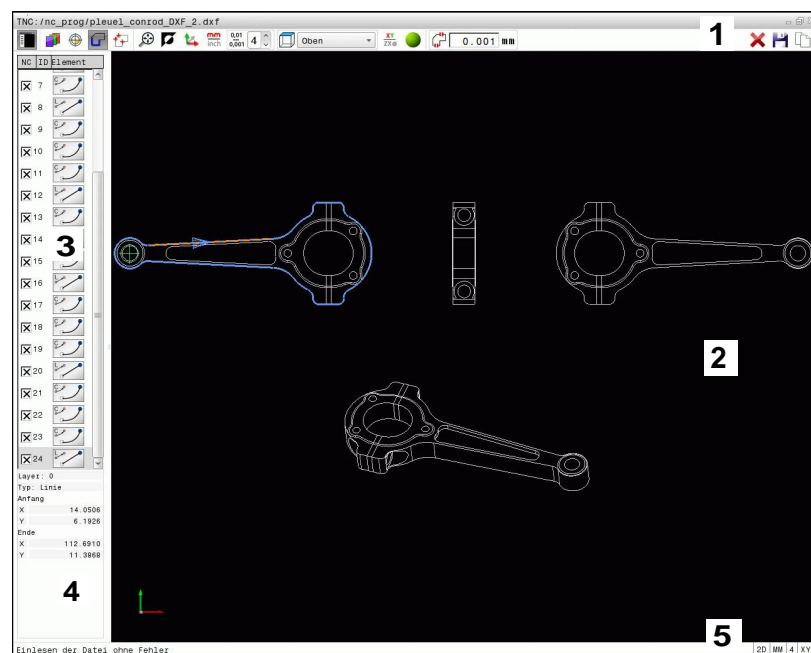 TNC:/nc_prog/pleuel_conrod_DXF_2.dxf
1
mm
inch
0,01
0,001
4
Oben
XY
ZX
0.001 mm
NC ID Element
7 C
8 L
9 C
10 C
11 C
12 L
13 C
14
3
15
16 L
17 C
18 C
19 C
20 L
21 C
22 C
23 C
24 L
2
Layer: 0
Typ: Linie
Anfang
X 14.0506
Y 6.1926
Ende
X 112.6910
Y 11.3868
4
5
Einlesen der Datei ohne Fehler
2D MM 4 XY